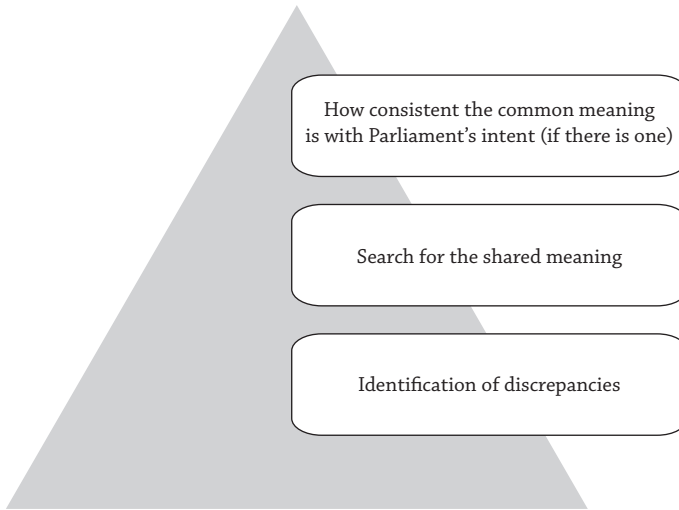 How consistent the common meaning
is with Parliament’s intent (if there is one)
Search for the shared meaning
Identification of discrepancies